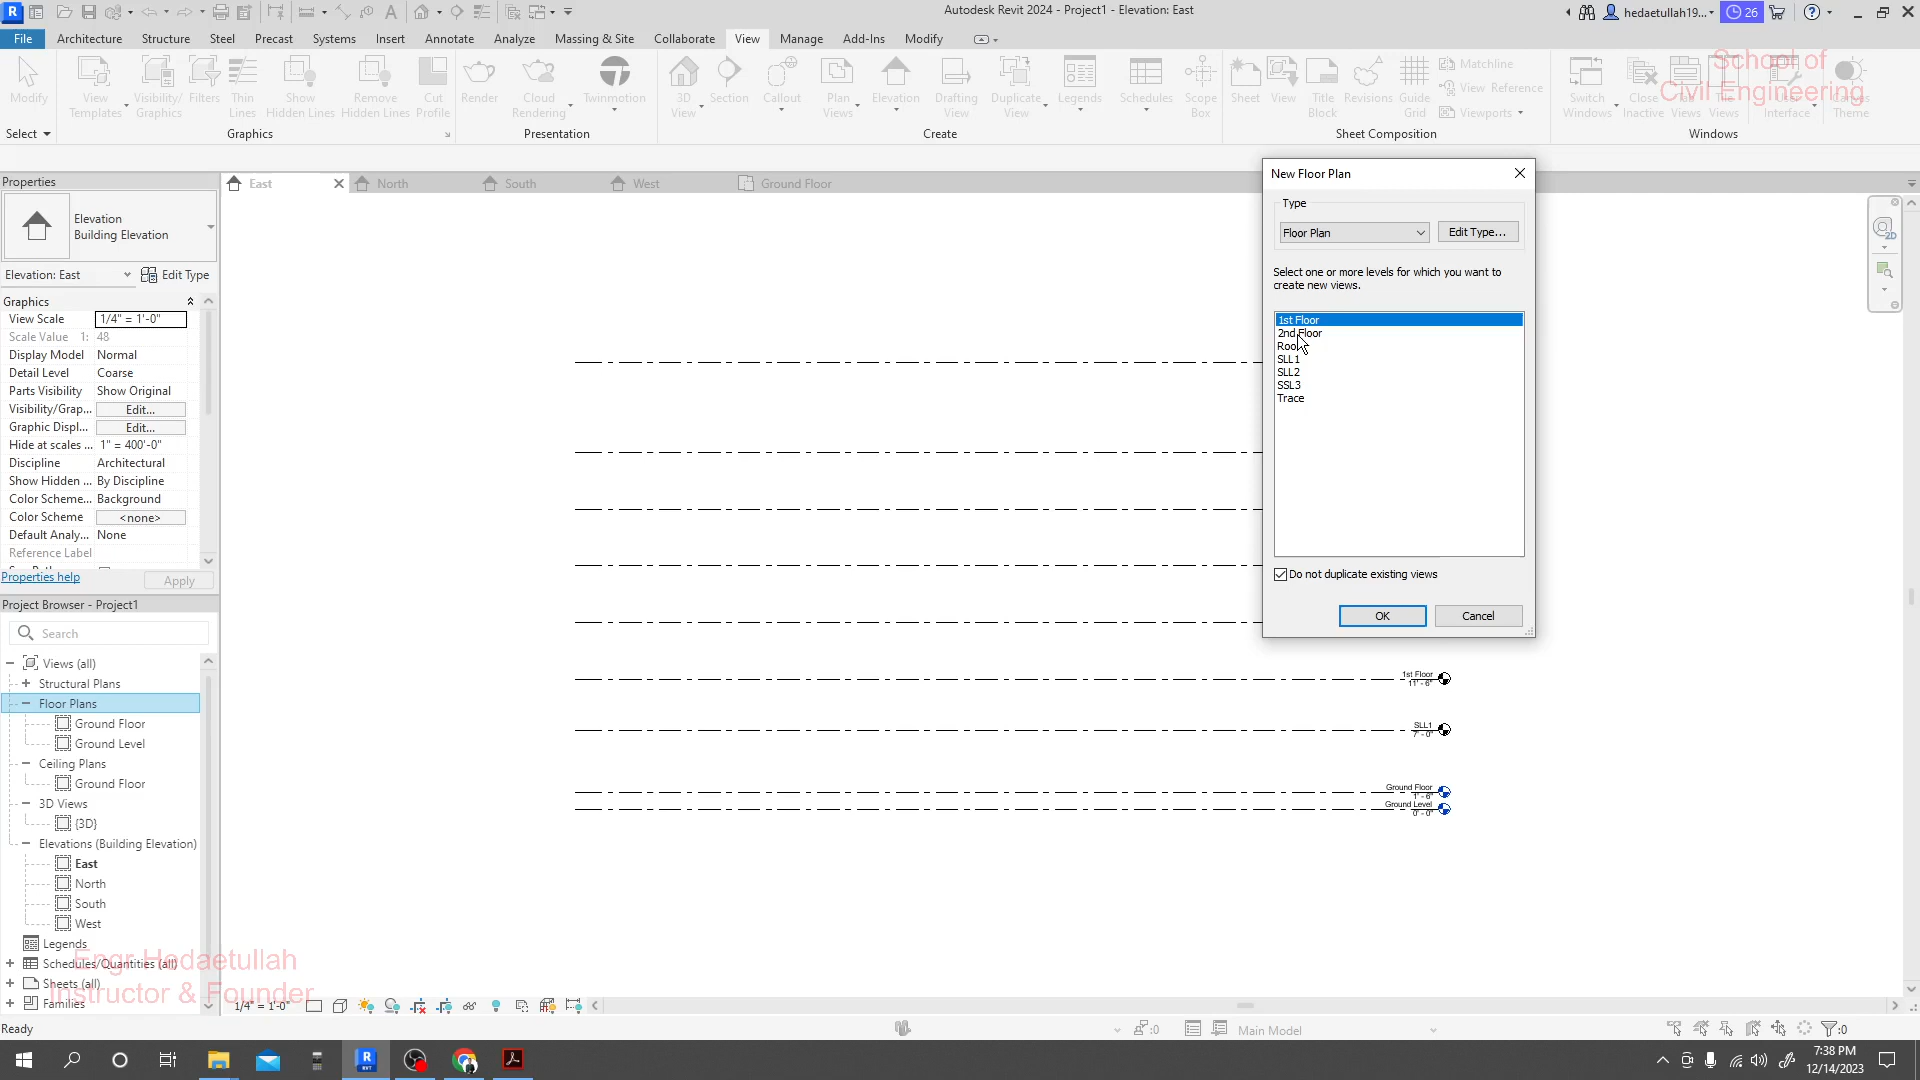 Autodesk Revit 2024 - Project1 - Elevation: East
hedaetullah19...
26
File Architecture Structure Steel Precast Systems Insert Annotate Analyze Massing & Site Collaborate View Manage Add-Ins Modify
Modify
View Templates
Visibility/ Graphics
Filters
Thin Lines
Show Hidden Lines
Remove Hidden Lines
Cut Profile
Render
Cloud Rendering
Twinmotion
3D View
Section
Callout
Plan Views
Elevation
Drafting View
Duplicate View
Legends
Schedules
Scope Box
Sheet
View
Title Block
Revisions
Guide Grid
Matchline
View Reference
Viewports
Switch Windows
Close Inactive
Tab Views
Tile Views
User Interface
Canvas Theme
School of
Civil Engineering
Select Graphics Presentation Create Sheet Composition Windows
Properties
East North South West Ground Floor
Elevation
Building Elevation
Elevation: East Edit Type
Graphics
View Scale 1/4" = 1'-0"
Scale Value 1: 48
Display Model Normal
Detail Level Coarse
Parts Visibility Show Original
Visibility/Grap... Edit...
Graphic Displ... Edit...
Hide at scales ... 1" = 400'-0"
Discipline Architectural
Show Hidden ... By Discipline
Color Scheme... Background
Color Scheme <none>
Default Analy... None
Reference Label
Properties help Apply
Project Browser - Project1
Search
Views (all)
Structural Plans
Floor Plans
Ground Floor
Ground Level
Ceiling Plans
Ground Floor
3D Views
{3D}
Elevations (Building Elevation)
East
North
South
West
Legends
Schedules/Quantities (all)
Sheets (all)
Families
Engr Hedaetullah
Instructor & Founder
New Floor Plan
Type
Floor Plan Edit Type...
Select one or more levels for which you want to
create new views.
1st Floor
2nd Floor
Roof
SLL1
SLL2
SSL3
Trace
Do not duplicate existing views
OK Cancel
1st Floor
11' - 6"
SLL1
7' - 0"
Ground Floor
1' - 6"
Ground Level
0' - 0"
1/4" = 1'-0"
Ready
:0
Main Model
:0
7:38 PM
12/14/2023